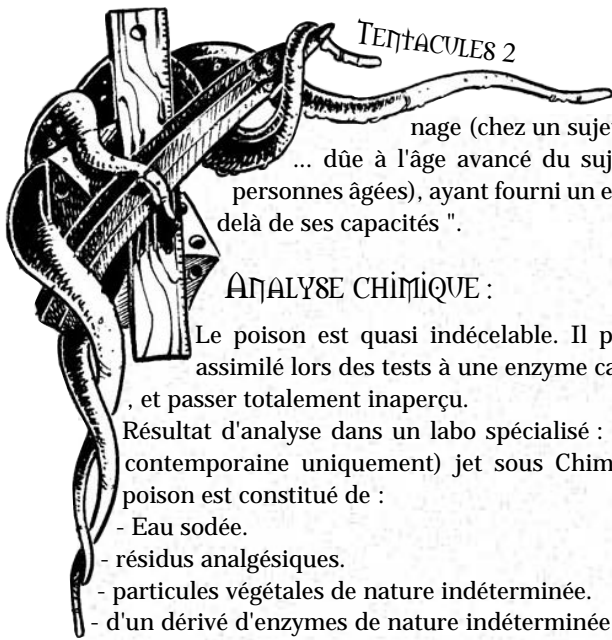 TENTACULES 2
nage (chez un suje
... dûe à l'âge avancé du suj
personnes âgées), ayant fourni un e
delà de ses capacités ".
ANALYSE CHIMIQUE :
Le poison est quasi indécelable. Il p
assimilé lors des tests à une enzyme ca
, et passer totalement inaperçu.
Résultat d'analyse dans un labo spécialisé :
contemporaine uniquement) jet sous Chim
poison est constitué de :
- Eau sodée.
- résidus analgésiques.
- particules végétales de nature indéterminée.
- d'un dérivé d'enzymes de nature indéterminée